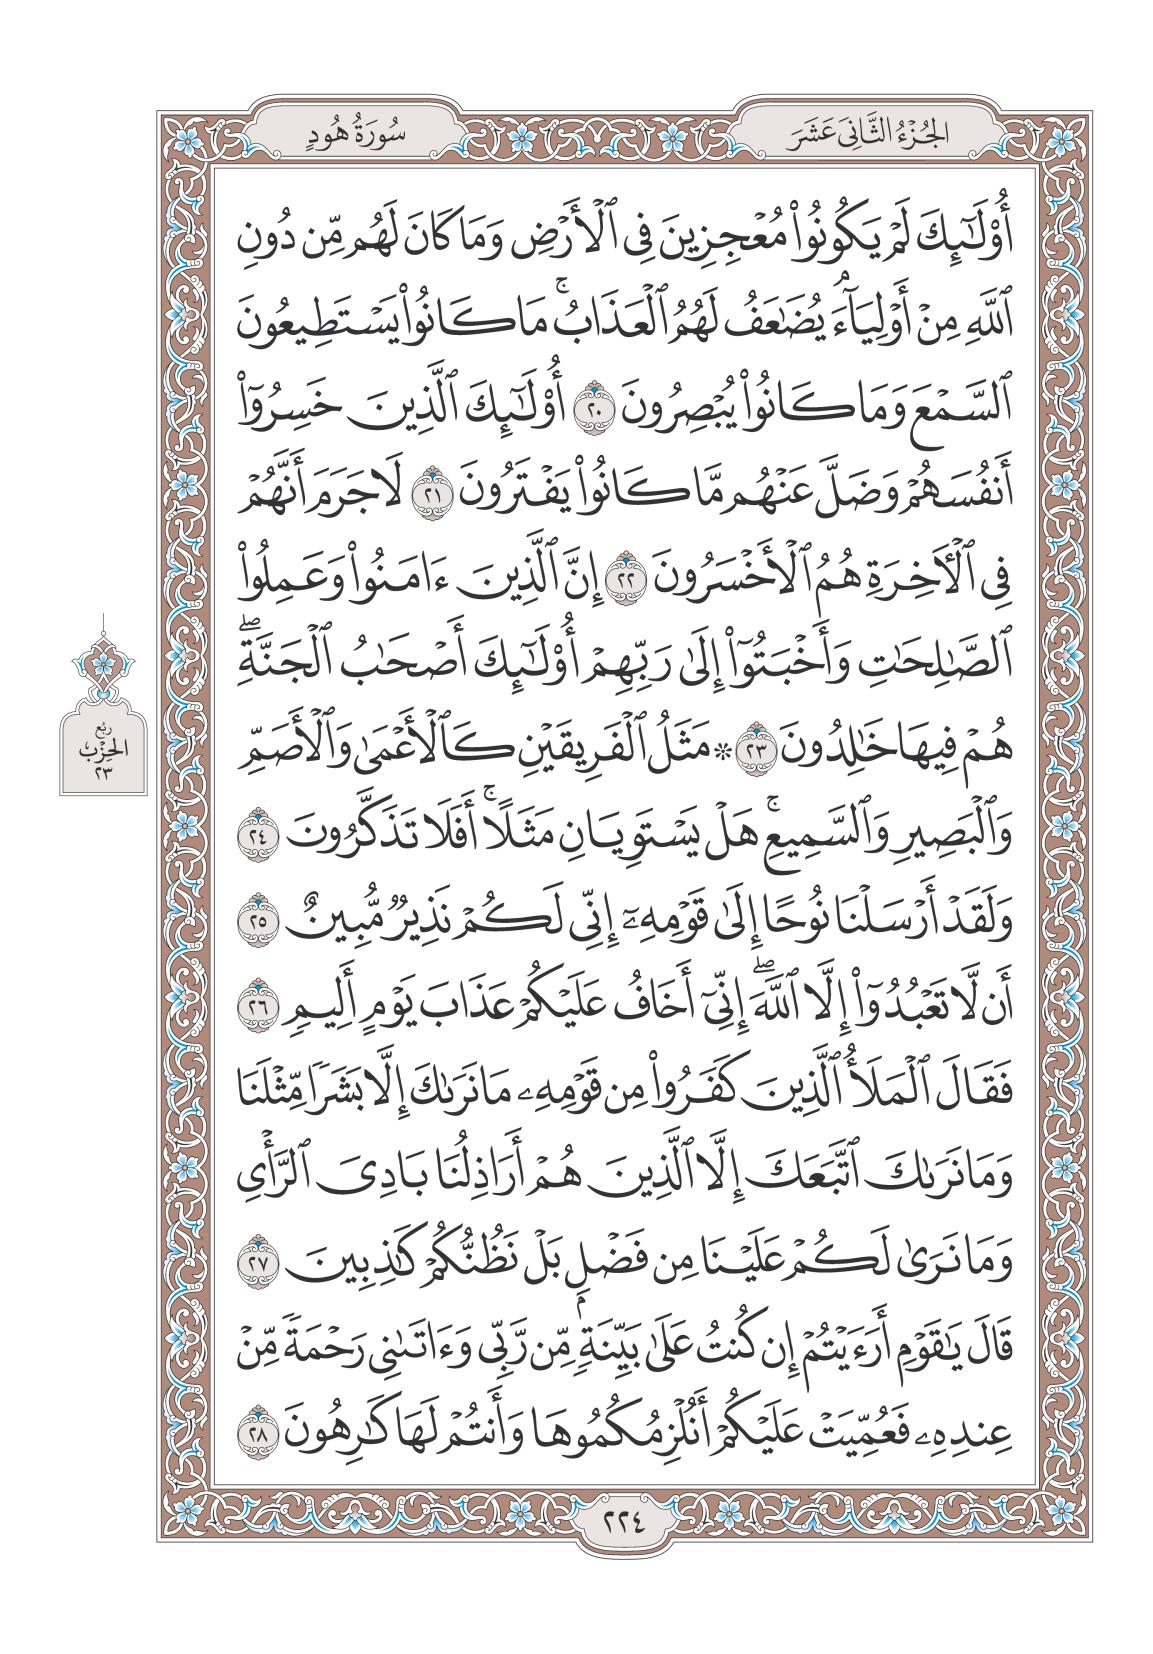 الجُزْءُ الثَّانِي عَشَرَ
سُورَةُ هُودٍ
أُوْلَٰٓئِكَ لَمۡ يَكُونُواْ مُعۡجِزِينَ فِي ٱلۡأَرۡضِ وَمَا كَانَ لَهُم مِّن دُونِ
ٱللَّهِ مِنۡ أَوۡلِيَآءَۘ يُضَٰعَفُ لَهُمُ ٱلۡعَذَابُۚ مَا كَانُواْ يَسۡتَطِيعُونَ
ٱلسَّمۡعَ وَمَا كَانُواْ يُبۡصِرُونَ ٢٠ أُوْلَٰٓئِكَ ٱلَّذِينَ خَسِرُوٓاْ
أَنفُسَهُمۡ وَضَلَّ عَنۡهُم مَّا كَانُواْ يَفۡتَرُونَ ٢١ لَا جَرَمَ أَنَّهُمۡ
فِي ٱلۡأٓخِرَةِ هُمُ ٱلۡأَخۡسَرُونَ ٢٢ إِنَّ ٱلَّذِينَ ءَامَنُواْ وَعَمِلُواْ
ٱلصَّٰلِحَٰتِ وَأَخۡبَتُوٓاْ إِلَىٰ رَبِّهِمۡ أُوْلَٰٓئِكَ أَصۡحَٰبُ ٱلۡجَنَّةِۖ
هُمۡ فِيهَا خَٰلِدُونَ ٢٣ ۞ مَثَلُ ٱلۡفَرِيقَيۡنِ كَٱلۡأَعۡمَىٰ وَٱلۡأَصَمِّ
وَٱلۡبَصِيرِ وَٱلسَّمِيعِۚ هَلۡ يَسۡتَوِيَانِ مَثَلًاۚ أَفَلَا تَذَكَّرُونَ ٢٤
وَلَقَدۡ أَرۡسَلۡنَا نُوحًا إِلَىٰ قَوۡمِهِۦٓ إِنِّي لَكُمۡ نَذِيرٞ مُّبِينٌ ٢٥
أَن لَّا تَعۡبُدُوٓاْ إِلَّا ٱللَّهَۖ إِنِّيٓ أَخَافُ عَلَيۡكُمۡ عَذَابَ يَوۡمٍ أَلِيمٖ ٢٦
فَقَالَ ٱلۡمَلَأُ ٱلَّذِينَ كَفَرُواْ مِن قَوۡمِهِۦ مَا نَرَىٰكَ إِلَّا بَشَرٗا مِّثۡلَنَا
وَمَا نَرَىٰكَ ٱتَّبَعَكَ إِلَّا ٱلَّذِينَ هُمۡ أَرَاذِلُنَا بَادِيَ ٱلرَّأۡيِ
وَمَا نَرَىٰ لَكُمۡ عَلَيۡنَا مِن فَضۡلِۭ بَلۡ نَظُنُّكُمۡ كَٰذِبِينَ ٢٧
قَالَ يَٰقَوۡمِ أَرَءَيۡتُمۡ إِن كُنتُ عَلَىٰ بَيِّنَةٖ مِّن رَّبِّي وَءَاتَىٰنِي رَحۡمَةٗ مِّنۡ
عِندِهِۦ فَعُمِّيَتۡ عَلَيۡكُمۡ أَنُلۡزِمُكُمُوهَا وَأَنتُمۡ لَهَا كَٰرِهُونَ ٢٨
رُبْع
الحِزْب
٢٣
٢٢٤